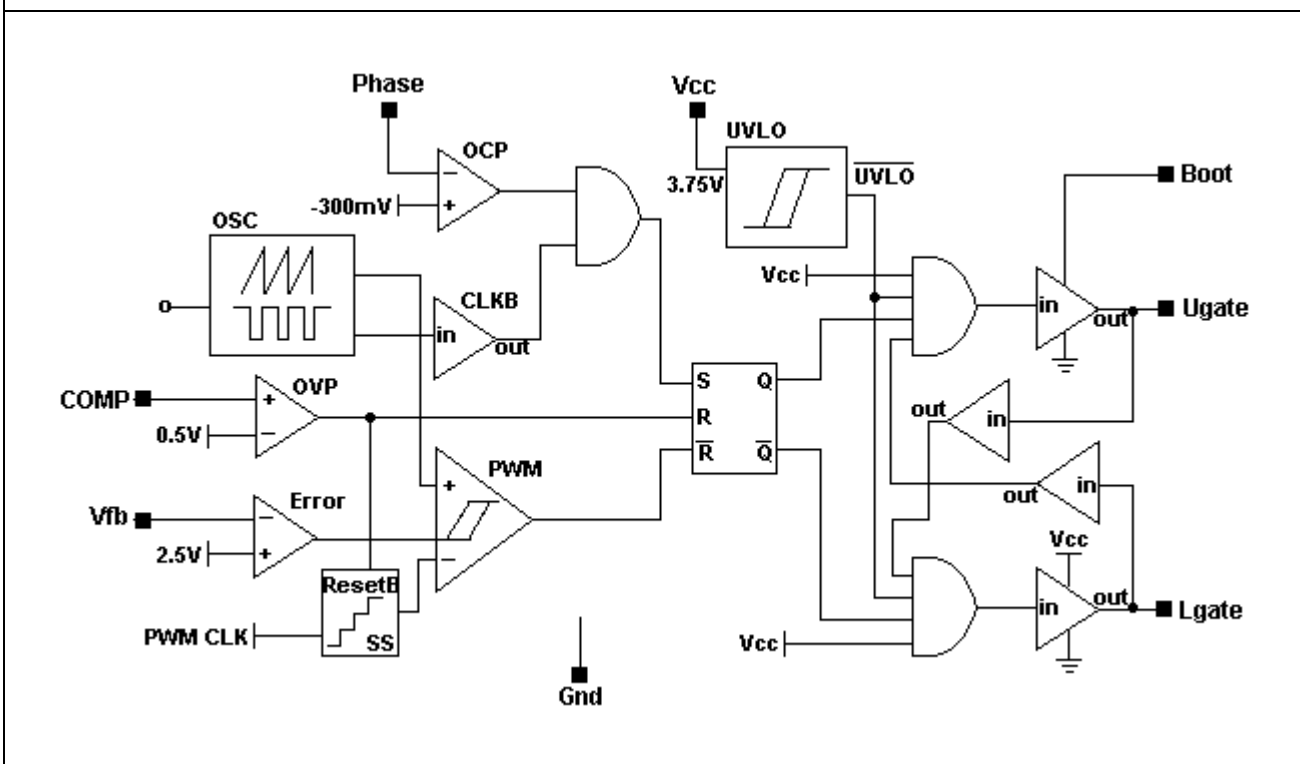 Phase
Vcc
OCP
UVLO
-300mV
3.75V
UVLO
Boot
OSC
Vcc
CLKB
in
out
in
out
Ugate
COMP
OVP
0.5V
S
Q
R
R
Q
out
in
PWM
Vfb
Error
2.5V
out
in
Vcc
ResetB
SS
PWM CLK
in
out
Lgate
Vcc
Gnd